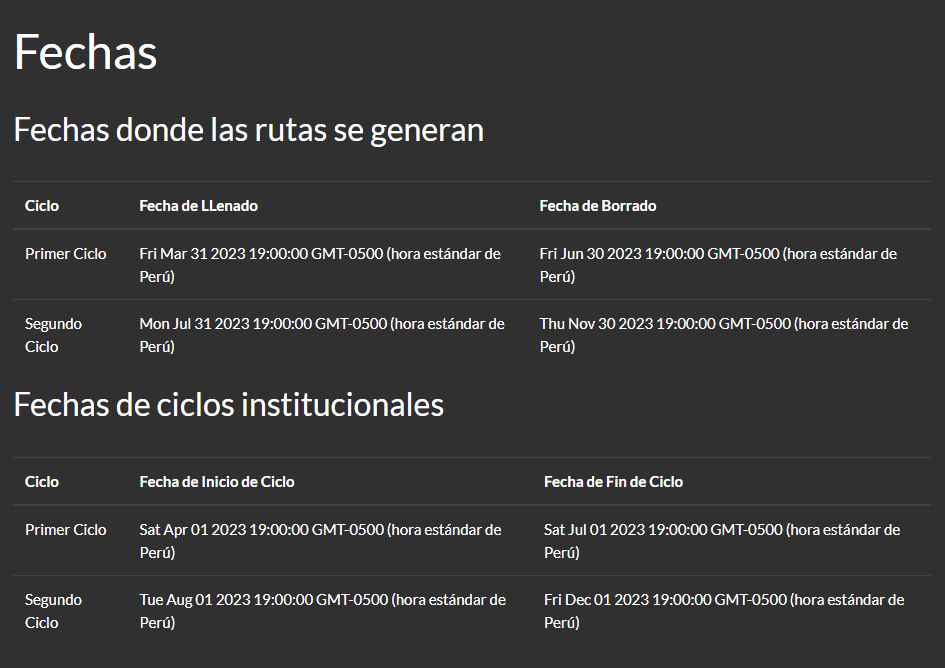 Fechas
Fechas donde las rutas se generan
Ciclo Fecha de LLenado Fecha de Borrado
Primer Ciclo Fri Mar 31 2023 19:00:00 GMT-0500 (hora estándar de Fri Jun 30 2023 19:00:00 GMT-0500 (hora estándar de
Perú) Perú)
Segundo Mon Jul 31 2023 19:00:00 GMT-0500 (hora estándar de Thu Nov 30 2023 19:00:00 GMT-0500 (hora estándar de
Ciclo Perú) Perú)
Fechas de ciclos institucionales
Ciclo Fecha de Inicio de Ciclo Fecha de Fin de Ciclo
Primer Ciclo Sat Apr 01 2023 19:00:00 GMT-0500 (hora estándar de Sat Jul 01 2023 19:00:00 GMT-0500 (hora estándar de
Perú) Perú)
Segundo Tue Aug 01 2023 19:00:00 GMT-0500 (hora estándar de Fri Dec 01 2023 19:00:00 GMT-0500 (hora estándar de
Ciclo Perú) Perú)